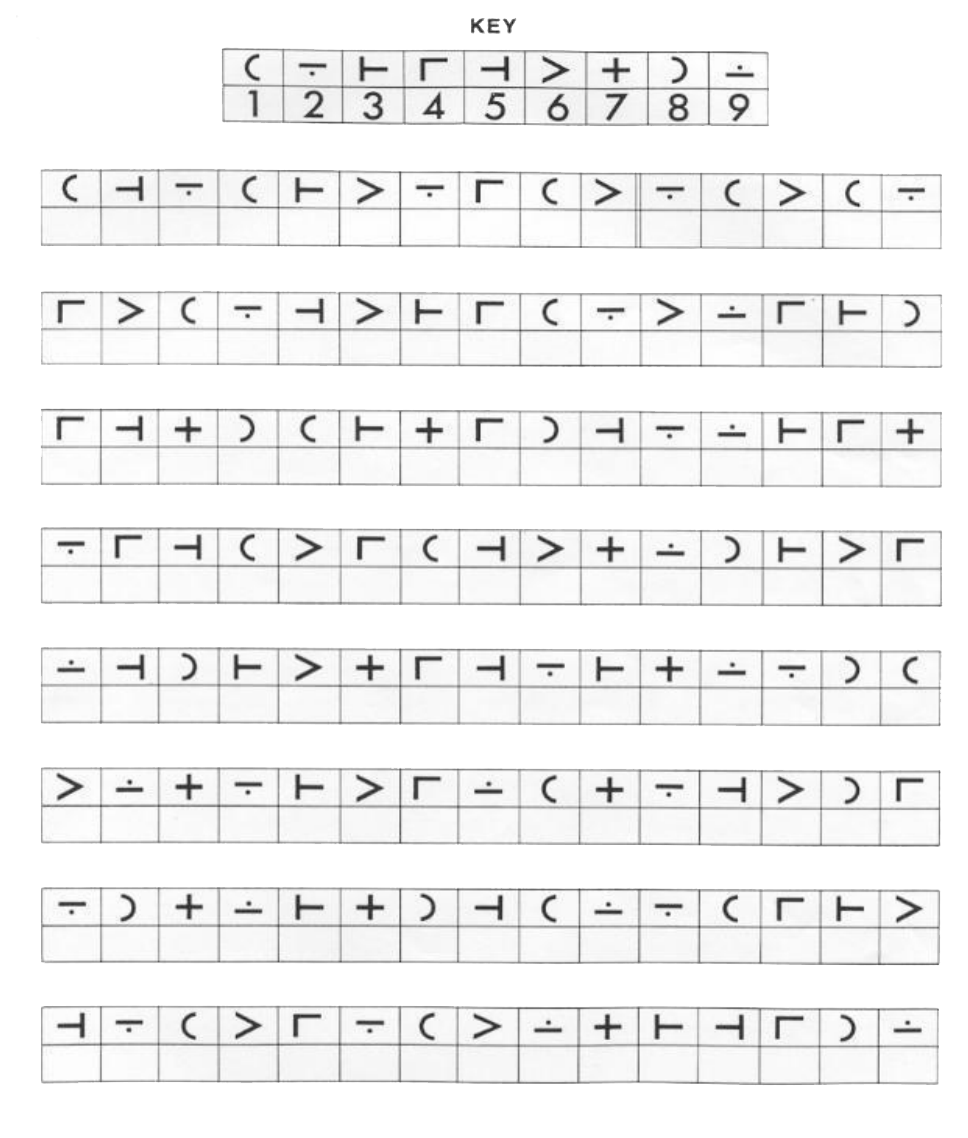 KEY
( ⨪ ⊢ Γ ⊣ > + ) ∸
1 2 3 4 5 6 7 8 9
( ⊣ ⨪ ( ⊢ > ⨪ Γ ( > ⨪ ( > ( ⨪
Γ > ( ⨪ ⊣ > ⊢ Γ ( ⨪ > ∸ Γ ⊢ )
Γ ⊣ + ) ( ⊢ + Γ ) ⊣ ⨪ ∸ ⊢ Γ +
⨪ Γ ⊣ ( > Γ ( ⊣ > + ∸ ) ⊢ > Γ
∸ ⊣ ) ⊢ > + Γ ⊣ ⨪ ⊢ + ∸ ⨪ ) (
> ∸ + ⨪ ⊢ > Γ ∸ ( + ⨪ ⊣ > ) Γ
⨪ ) + ∸ ⊢ + ) ⊣ ( ∸ ⨪ ( Γ ⊢ >
⊣ ⨪ ( > Γ ⨪ ( > ∸ + ⊢ ⊣ Γ ) ∸